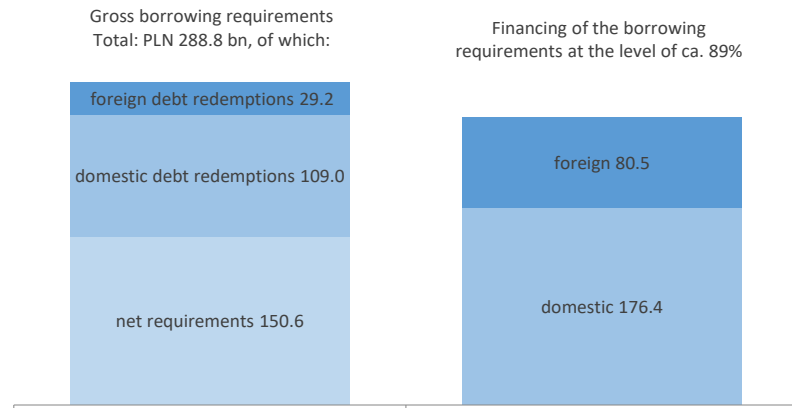 Gross borrowing requirements
Total: PLN 288.8 bn, of which:
foreign debt redemptions 29.2
domestic debt redemptions 109.0
net requirements 150.6
Financing of the borrowing
requirements at the level of ca. 89%
foreign 80.5
domestic 176.4